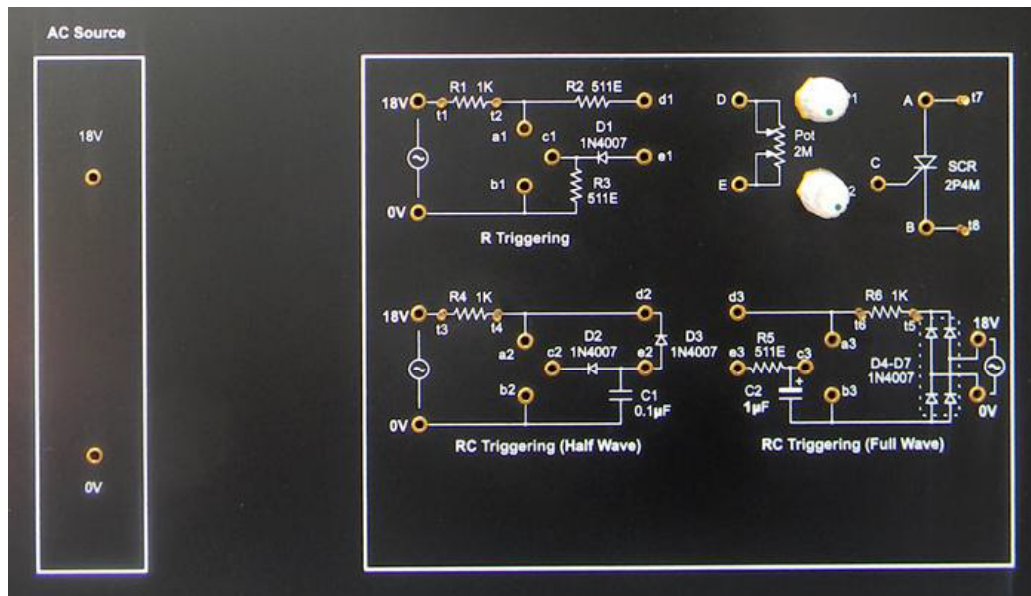 AC Source
18V
0V
18V
R1 1K
t1
t2
R2 511E
d1
a1
c1
D1
1N4007
e1
b1
R3
511E
0V
R Triggering
D
Pot
2M
E
A
t7
C
SCR
2P4M
B
t8
18V
R4 1K
t3
t4
d2
a2
D2
1N4007
c2
e2
D3
1N4007
b2
C1
0.1µF
0V
RC Triggering (Half Wave)
d3
R6 1K
t6
t5
18V
a3
R5
511E
e3
c3
D4-D7
1N4007
C2
+
1µF
b3
0V
RC Triggering (Full Wave)